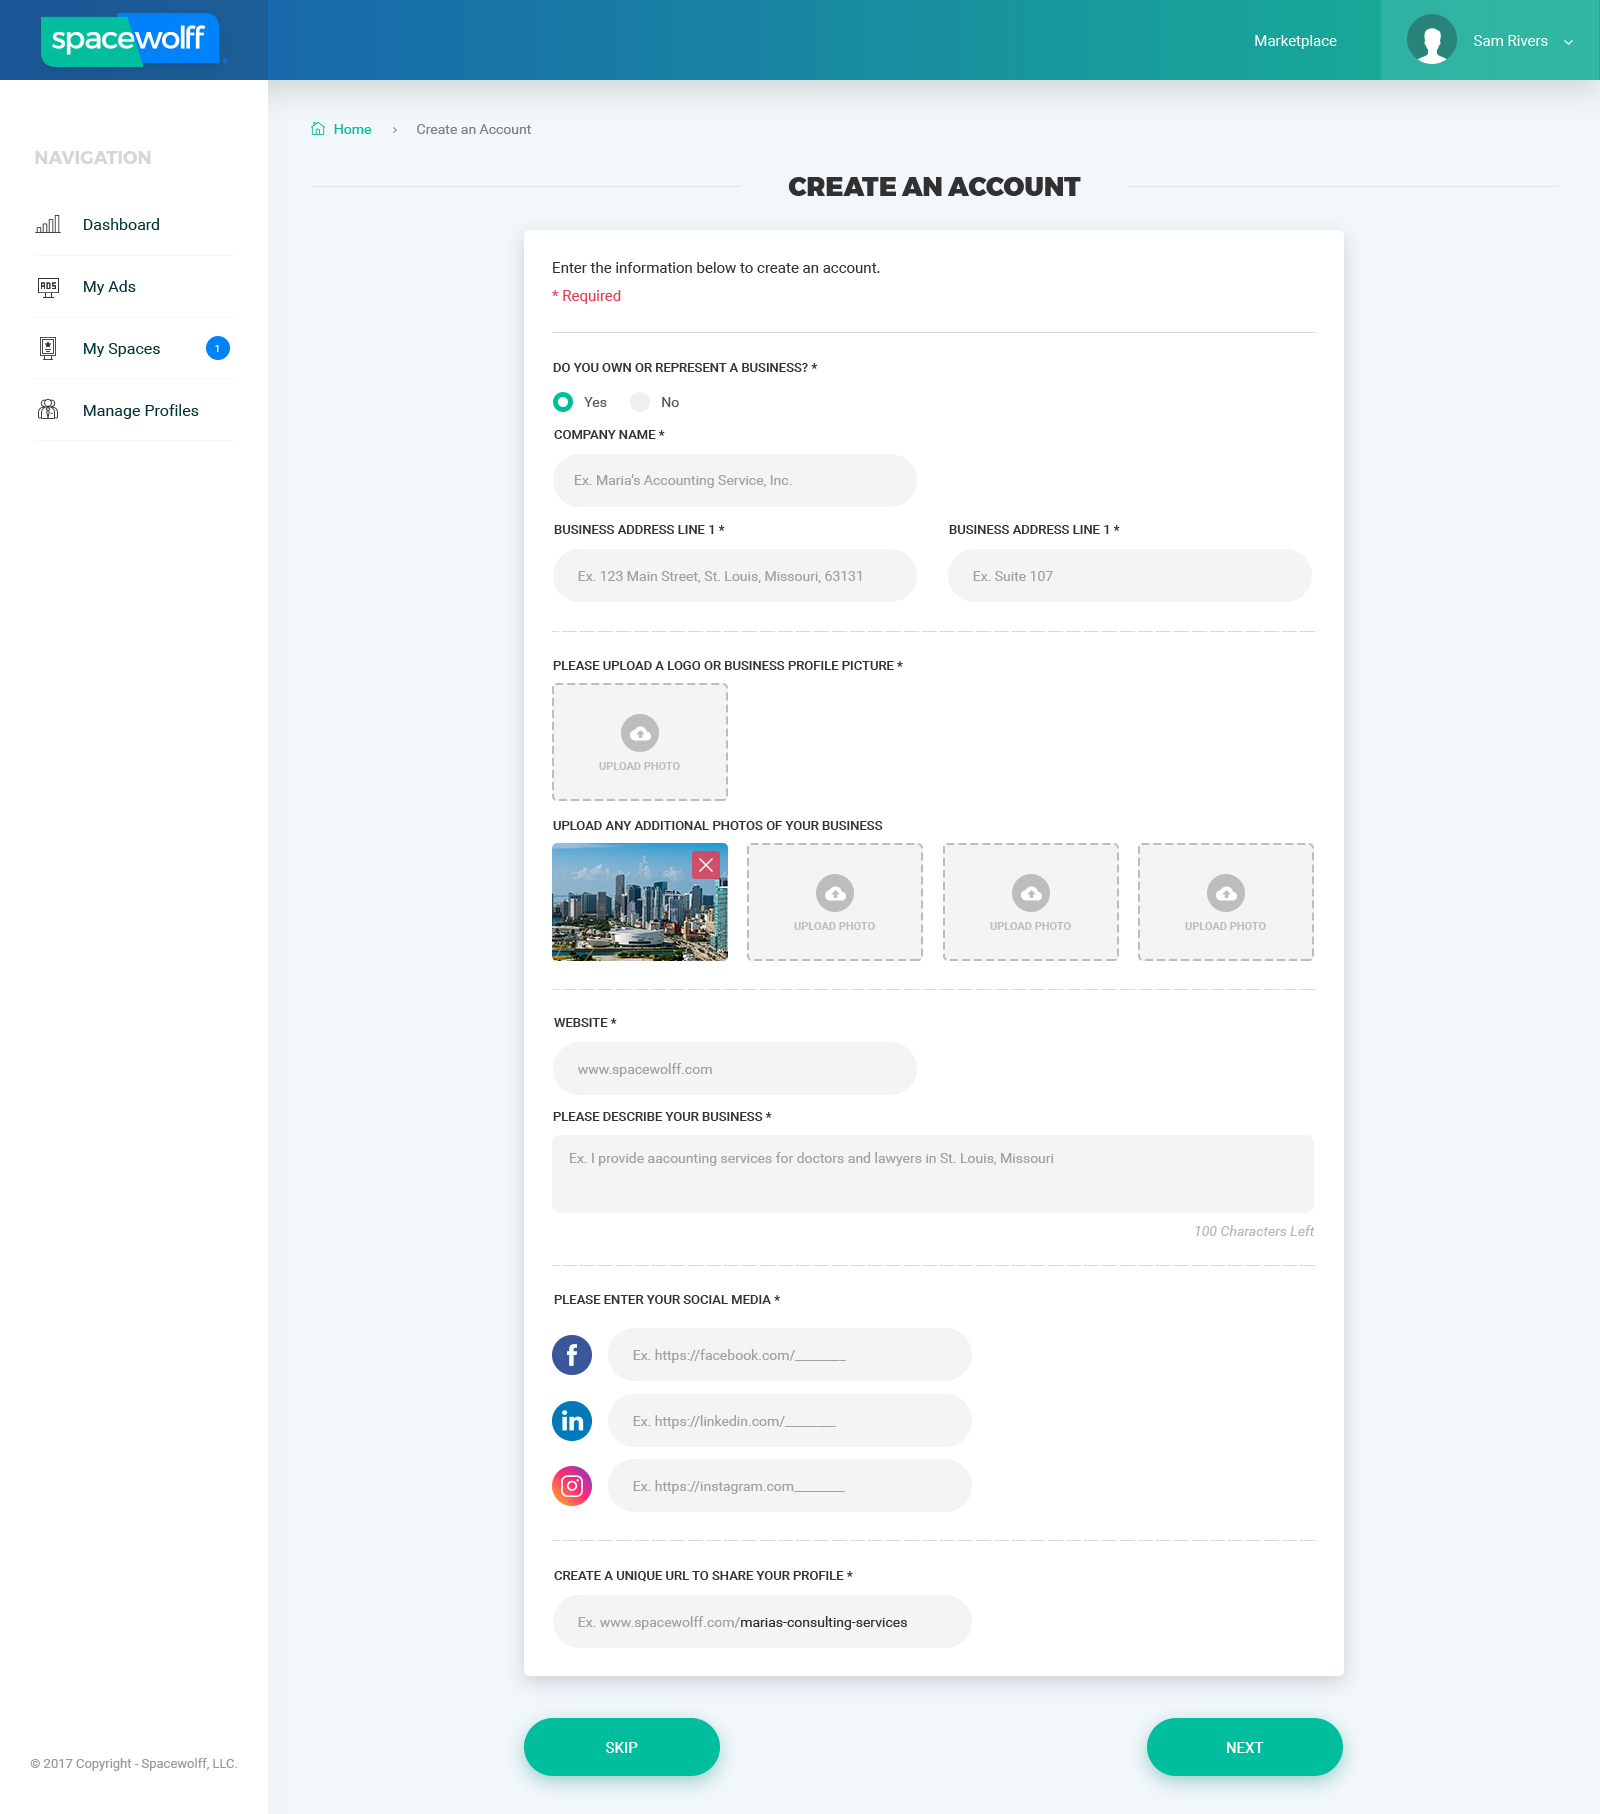 spacewolff
Marketplace
Sam Rivers
Home
Create an Account
NAVIGATION
CREATE AN ACCOUNT
Dashboard
My Ads
My Spaces
1
Manage Profiles
Enter the information below to create an account.
* Required
DO YOU OWN OR REPRESENT A BUSINESS? *
Yes
No
COMPANY NAME *
Ex. Maria’s Accounting Service, Inc.
BUSINESS ADDRESS LINE 1 *
BUSINESS ADDRESS LINE 1 *
Ex. 123 Main Street, St. Louis, Missouri, 63131
Ex. Suite 107
PLEASE UPLOAD A LOGO OR BUSINESS PROFILE PICTURE *
UPLOAD PHOTO
UPLOAD ANY ADDITIONAL PHOTOS OF YOUR BUSINESS
UPLOAD PHOTO
UPLOAD PHOTO
UPLOAD PHOTO
WEBSITE *
www.spacewolff.com
PLEASE DESCRIBE YOUR BUSINESS *
Ex. I provide aacounting services for doctors and lawyers in St. Louis, Missouri
100 Characters Left
PLEASE ENTER YOUR SOCIAL MEDIA *
f
Ex. https://facebook.com/_______
in
Ex. https://linkedin.com/_______
Ex. https://instagram.com_______
CREATE A UNIQUE URL TO SHARE YOUR PROFILE *
Ex. www.spacewolff.com/marias-consulting-services
SKIP
NEXT
© 2017 Copyright - Spacewolff, LLC.
ADS